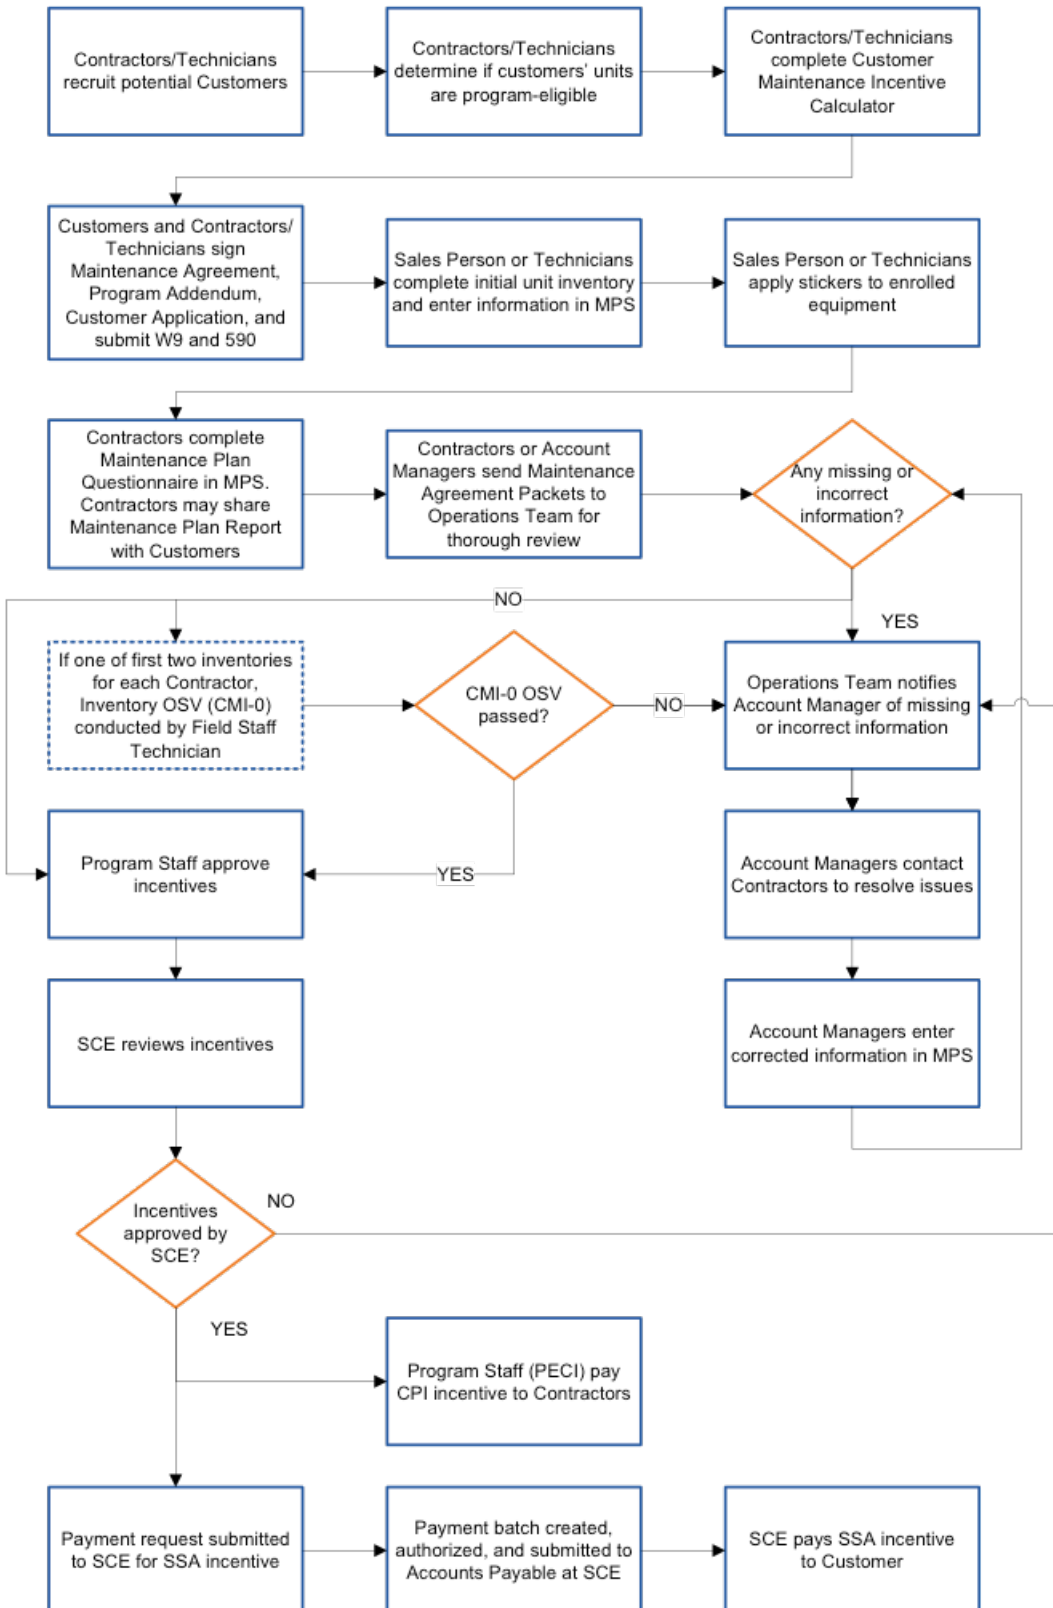 Contractors/Technicians
recruit potential Customers
Contractors/Technicians
determine if customers' units
are program-eligible
Contractors/Technicians
complete Customer
Maintenance Incentive
Calculator
Customers and Contractors/
Technicians sign
Maintenance Agreement,
Program Addendum,
Customer Application, and
submit W9 and 590
Sales Person or Technicians
complete initial unit inventory
and enter information in MPS
Sales Person or Technicians
apply stickers to enrolled
equipment
Contractors complete
Maintenance Plan
Questionnaire in MPS.
Contractors may share
Maintenance Plan Report
with Customers
Contractors or Account
Managers send Maintenance
Agreement Packets to
Operations Team for
thorough review
Any missing or
incorrect
information?
NO
YES
If one of first two inventories
for each Contractor,
Inventory OSV (CMI-0)
conducted by Field Staff
Technician
CMI-0 OSV
passed?
NO
Operations Team notifies
Account Manager of missing
or incorrect information
Program Staff approve
incentives
YES
Account Managers contact
Contractors to resolve issues
SCE reviews incentives
Account Managers enter
corrected information in MPS
Incentives
approved by
SCE?
NO
YES
Program Staff (PECI) pay
CPI incentive to Contractors
Payment request submitted
to SCE for SSA incentive
Payment batch created,
authorized, and submitted to
Accounts Payable at SCE
SCE pays SSA incentive
to Customer